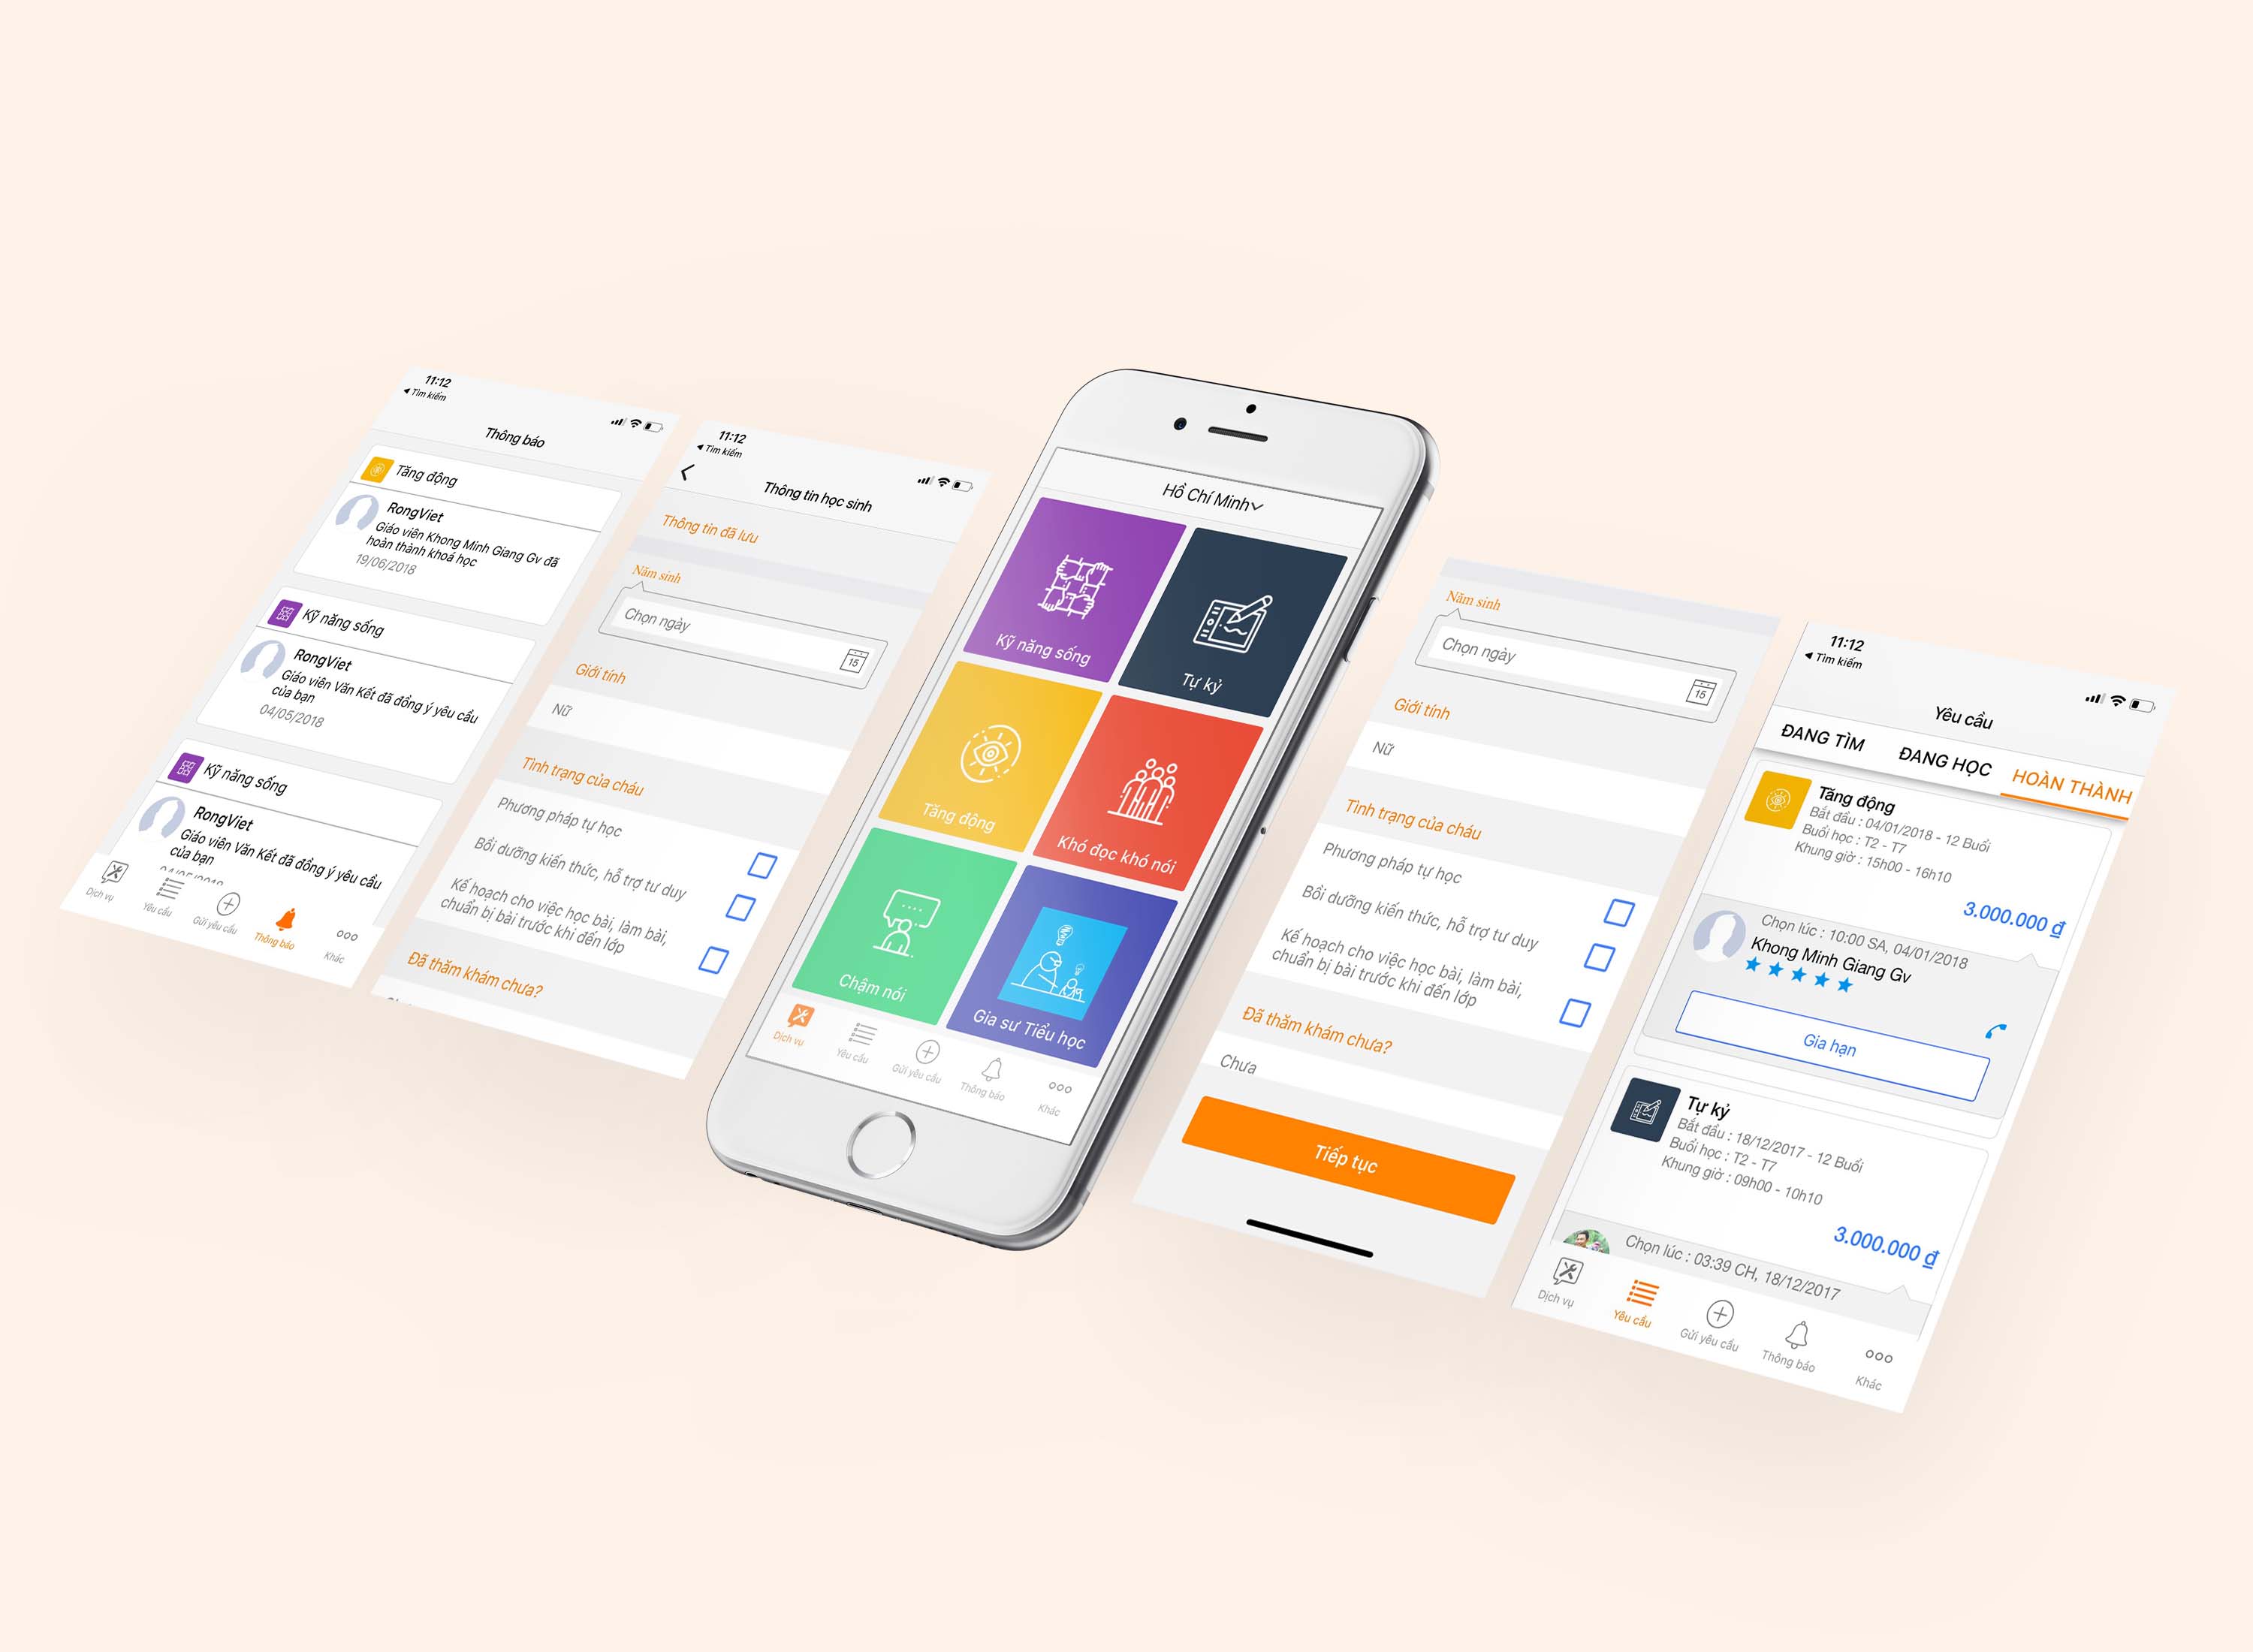 11:12
Tìm kiếm
Thông báo
Tăng động
RongViet
Giáo viên Khong Minh Giang Gv đã
hoàn thành khoá học
19/06/2018
Kỹ năng sống
RongViet
Giáo viên Văn Kết đã đồng ý yêu cầu
của bạn
04/05/2018
Kỹ năng sống
RongViet
Giáo viên Văn Kết đã đồng ý yêu cầu
của bạn
Dịch vụ
Yêu cầu
Gửi yêu cầu
Thông báo
Khác
11:12
Tìm kiếm
Thông tin học sinh
Thông tin đã lưu
Năm sinh
Chọn ngày
15
Giới tính
Nữ
Tình trạng của cháu
Phương pháp tự học
Bồi dưỡng kiến thức, hỗ trợ tư duy
Kế hoạch cho việc học bài, làm bài,
chuẩn bị bài trước khi đến lớp
Đã thăm khám chưa?
Hồ Chí Minh
Kỹ năng sống
Tự kỷ
Tăng động
Khó đọc khó nói
Chậm nói
Gia sư Tiểu học
Dịch vụ
Yêu cầu
Gửi yêu cầu
Thông báo
Khác
Năm sinh
Chọn ngày
15
Giới tính
Nữ
Tình trạng của cháu
Phương pháp tự học
Bồi dưỡng kiến thức, hỗ trợ tư duy
Kế hoạch cho việc học bài, làm bài,
chuẩn bị bài trước khi đến lớp
Đã thăm khám chưa?
Chưa
Tiếp tục
11:12
Tìm kiếm
Yêu cầu
ĐANG TÌM ĐANG HỌC HOÀN THÀNH
Tăng động
Bắt đầu : 04/01/2018 - 12 Buổi
Buổi học : T2 - T7
Khung giờ : 15h00 - 16h10
3.000.000 ₫
Chọn lúc : 10:00 SA, 04/01/2018
Khong Minh Giang Gv
Gia hạn
Tự kỷ
Bắt đầu : 18/12/2017 - 12 Buổi
Buổi học : T2 - T7
Khung giờ : 09h00 - 10h10
3.000.000 ₫
Chọn lúc : 03:39 CH, 18/12/2017
Dịch vụ
Yêu cầu
Gửi yêu cầu
Thông báo
Khác